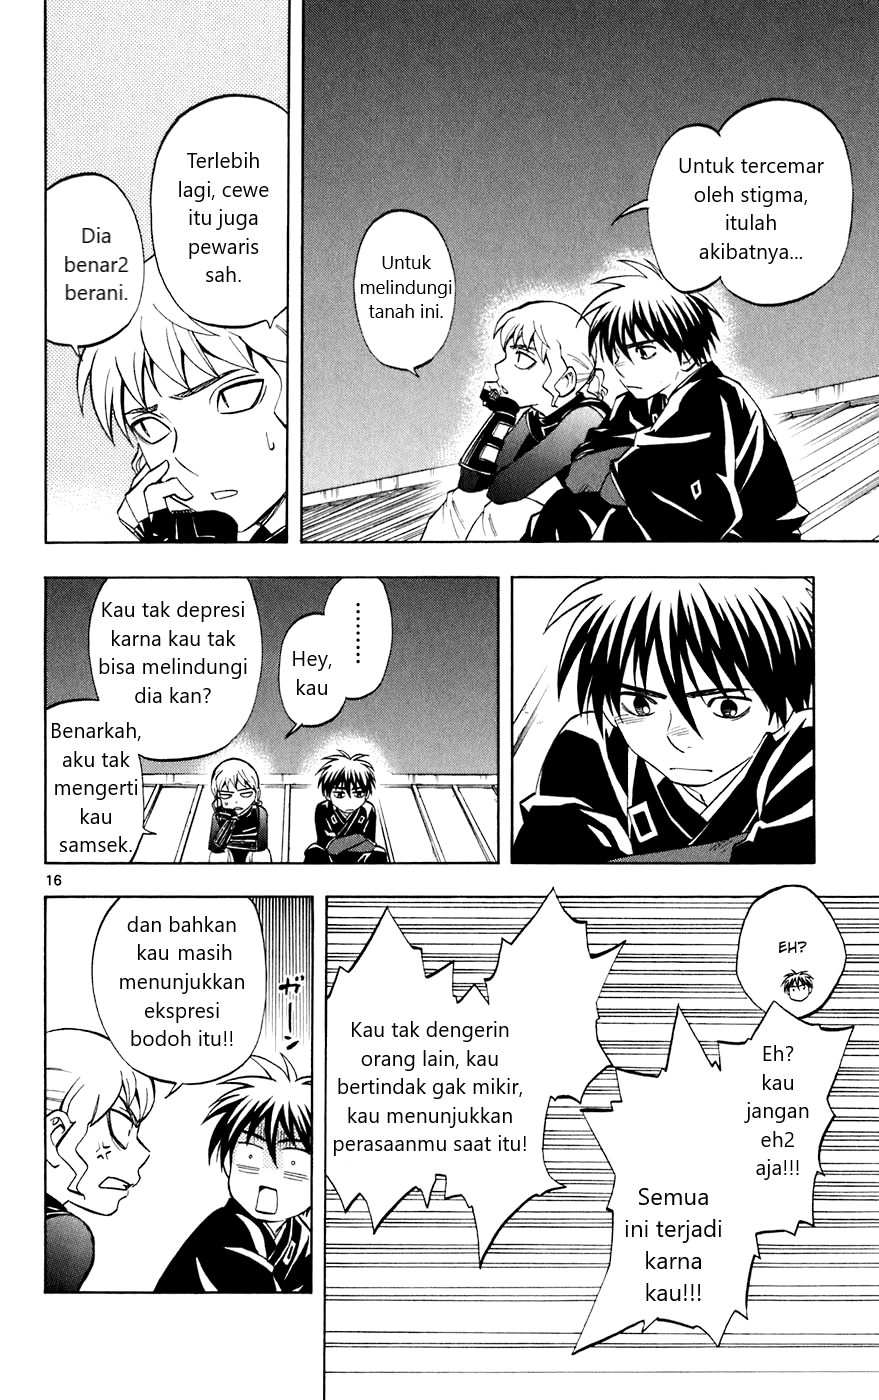 Untuk tercemar
oleh stigma,
itulah
akibatnya...
Untuk
melindungi
tanah ini.
Terlebih
lagi, cewe
itu juga
pewaris
sah.
Dia
benar2
berani.
.........
Hey,
kau
Kau tak depresi
karna kau tak
bisa melindungi
dia kan?
Benarkah,
aku tak
mengerti
kau
samsek.
16
EH?
Eh?
kau
jangan
eh2
aja!!!
Semua
ini terjadi
karna
kau!!!
Kau tak dengerin
orang lain, kau
bertindak gak mikir,
kau menunjukkan
perasaanmu saat itu!
dan bahkan
kau masih
menunjukkan
ekspresi
bodoh itu!!
ガーン